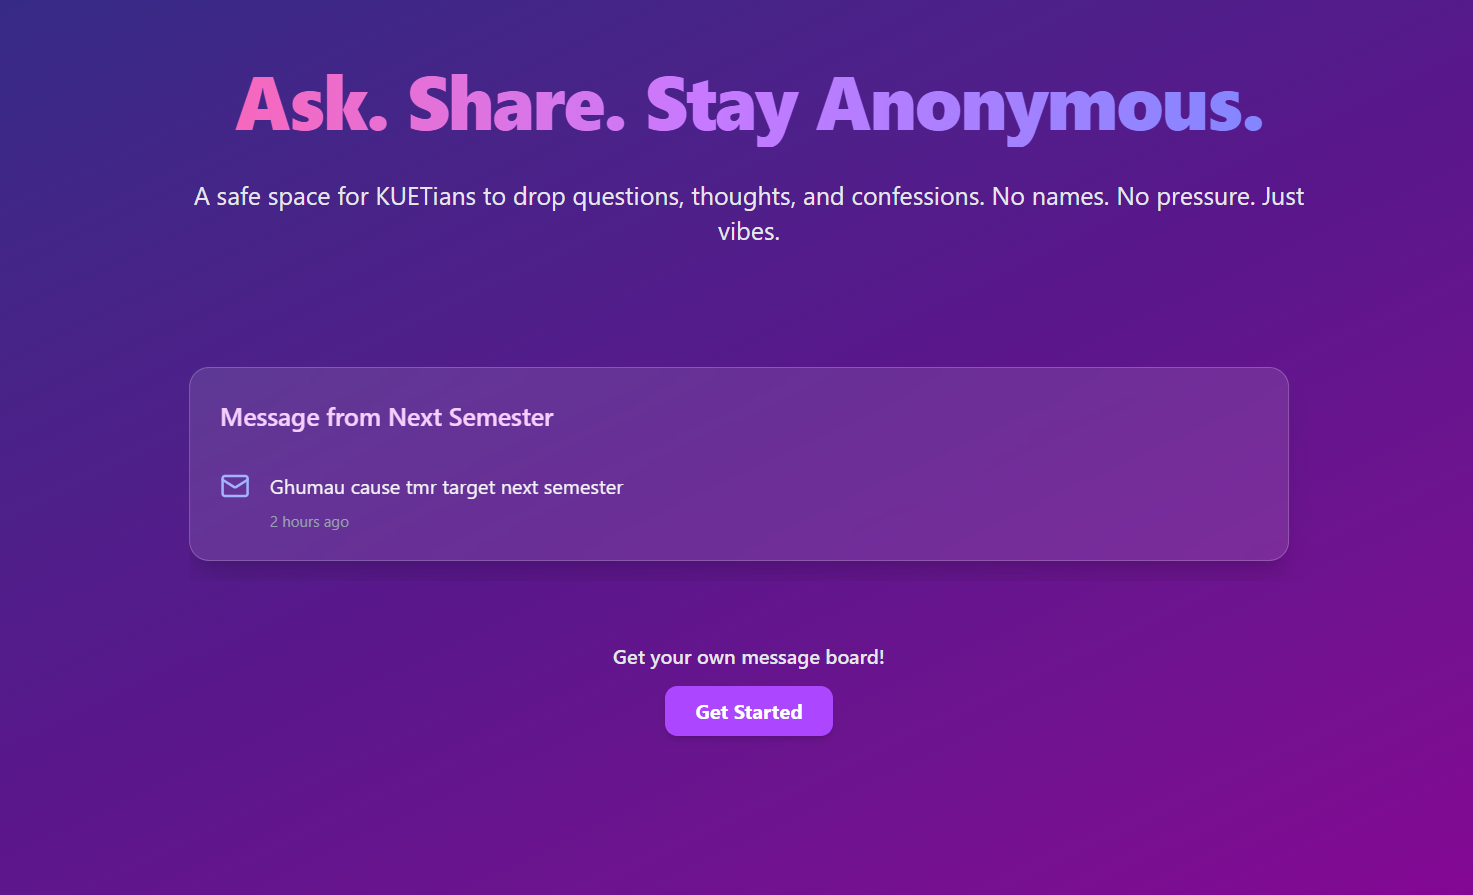 Ask. Share. Stay Anonymous.
A safe space for KUETians to drop questions, thoughts, and confessions. No names. No pressure. Just
vibes.
Message from Next Semester
Ghumau cause tmr target next semester
2 hours ago
Get your own message board!
Get Started